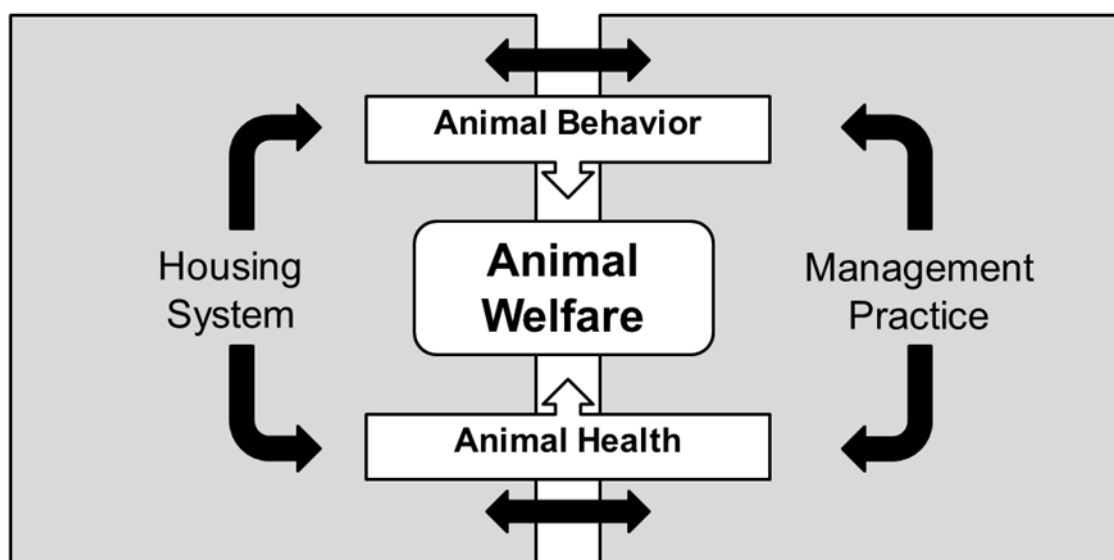 Animal Behavior
Housing
System
Animal
Welfare
Management
Practice
Animal Health